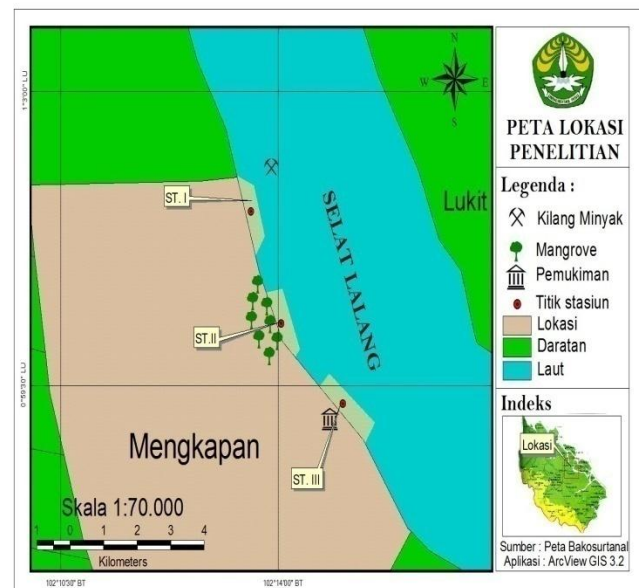 1°3'00" LU
0°59'30" LU
N
W
E
S
ST. I
SELAT LALANG
Lukit
ST.II
Mengkapan
ST. III
Skala 1:70.000
1 0 1 2 3 4
Kilometers
102°10'30" BT
102°14'00" BT
PETA LOKASI
PENELITIAN
Legenda :
Kilang Minyak
Mangrove
Pemukiman
Titik stasiun
Lokasi
Daratan
Laut
Indeks
Lokasi
Sumber : Peta Bakosurtanal
Aplikasi : ArcView GIS 3.2